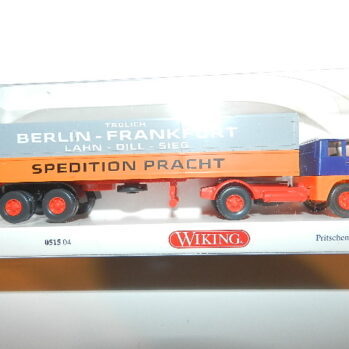 TÄGLICH
BERLIN - FRANKFURT
LAHN - DILL - SIEG
SPEDITION PRACHT
0515 04
WIKING
Pritschen